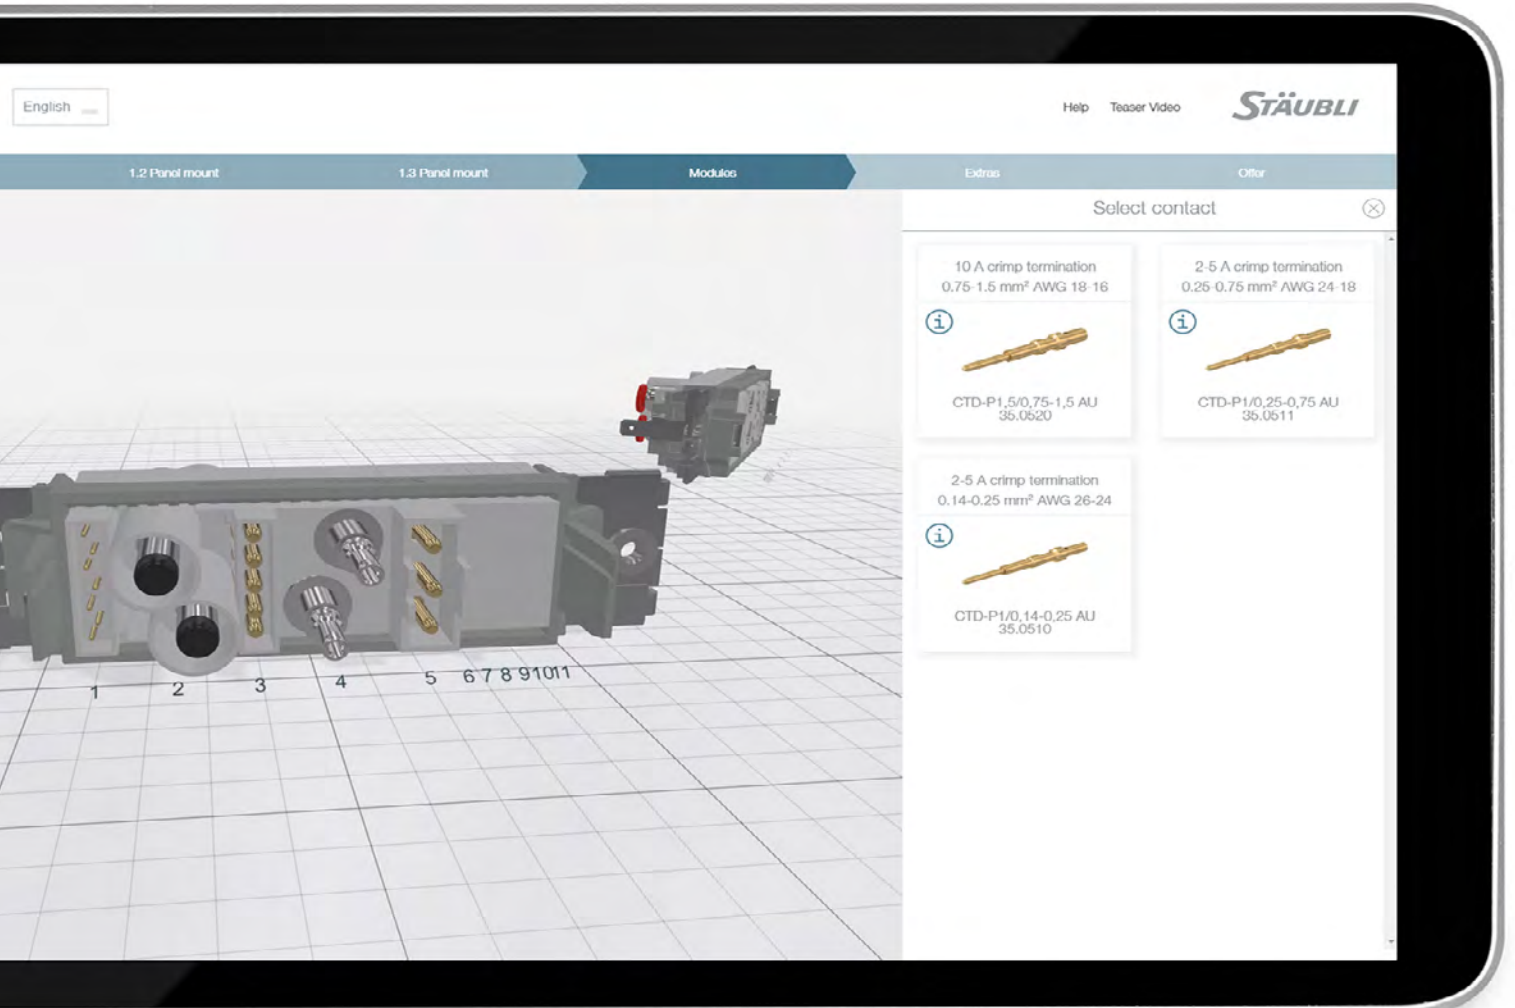 English
Help Teaser Video STÄUBLI
1.2 Panel mount 1.3 Panel mount Modules Extras Offer
Select contact
10 A crimp termination
0.75-1.5 mm² AWG 18-16
CTD-P1,5/0,75-1,5 AU
35.0520
2-5 A crimp termination
0.25-0.75 mm² AWG 24-18
CTD-P1/0,25-0,75 AU
35.0511
2-5 A crimp termination
0.14-0.25 mm² AWG 26-24
CTD-P1/0,14-0,25 AU
35.0510
1 2 3 4 5 6 7 8 9 10 11